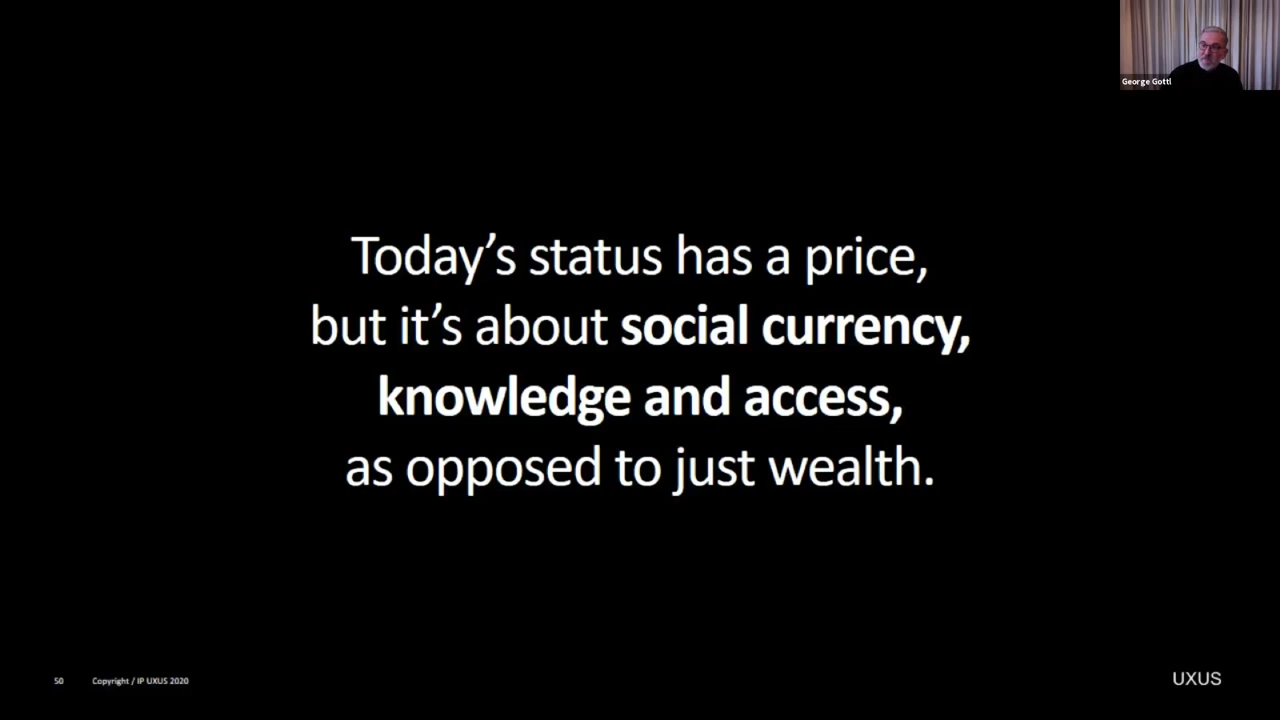 George Gottl
Today’s status has a price,
but it’s about social currency,
knowledge and access,
as opposed to just wealth.
50 Copyright / IP UXUS 2020
UXUS